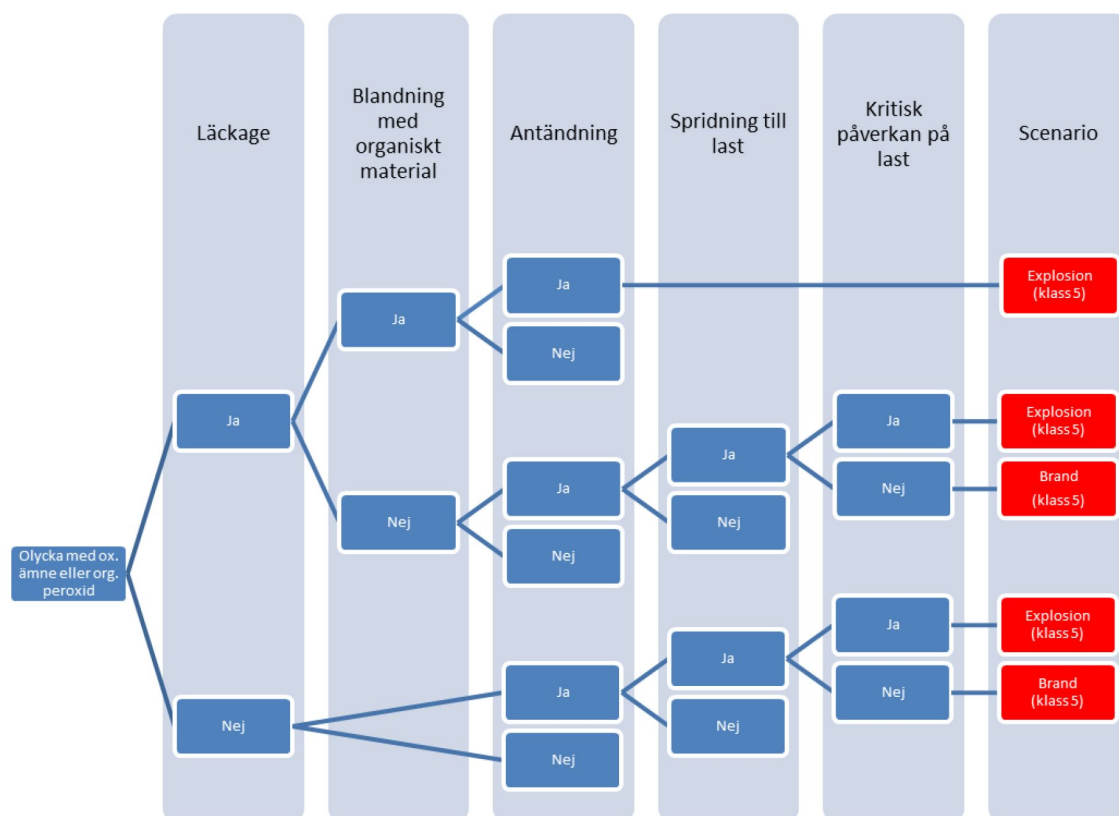 Läckage
Blandning
med
organiskt
material
Antändning
Spridning till
last
Kritisk
påverkan på
last
Scenario
Ja
Explosion
(klass 5)
Ja
Nej
Ja
Ja
Explosion
(klass 5)
Ja
Ja
Nej
Brand
(klass 5)
Nej
Nej
Nej
Olycka med ox.
ämne eller org.
peroxid
Ja
Explosion
(klass 5)
Ja
Ja
Nej
Brand
(klass 5)
Nej
Nej
Nej